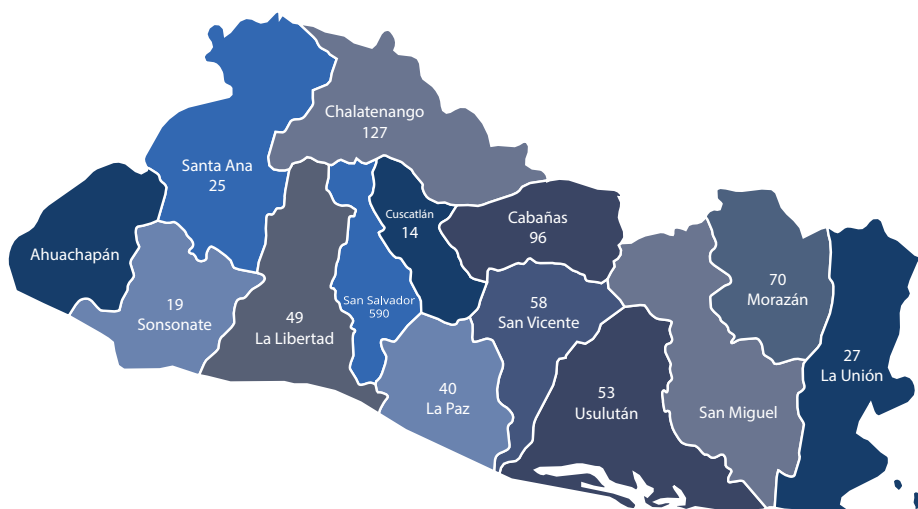 Chalatenango
127
Santa Ana
25
Cuscatlán
14
Cabañas
96
Ahuachapán
70
Morazán
19
Sonsonate
49
La Libertad
San Salvador
590
58
San Vicente
27
La Unión
40
La Paz
53
Usulután
San Miguel